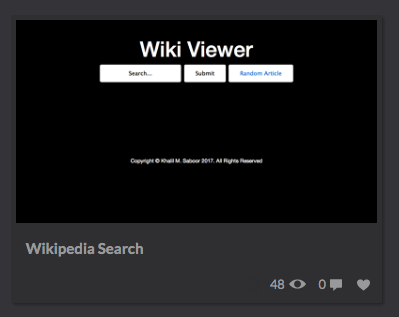 Wiki Viewer
Search... Submit Random Article
Copyright © Khalil M. Saboor 2017. All Rights Reserved
Wikipedia Search
48 0